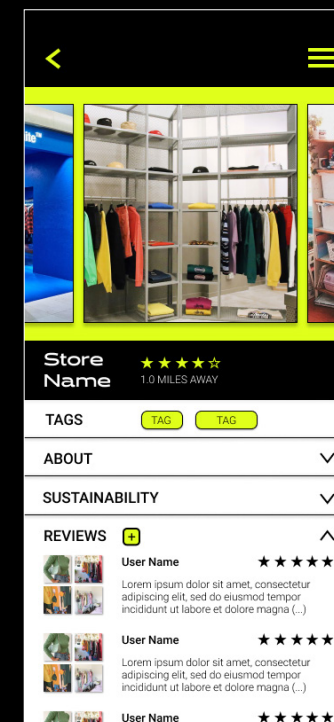 Store
Name
1.0 MILES AWAY
TAGS
TAG
TAG
ABOUT
SUSTAINABILITY
REVIEWS
User Name
Lorem ipsum dolor sit amet, consectetur
adipiscing elit, sed do eiusmod tempor
incididunt ut labore et dolore magna (...)
User Name
Lorem ipsum dolor sit amet, consectetur
adipiscing elit, sed do eiusmod tempor
incididunt ut labore et dolore magna (...)
User Name